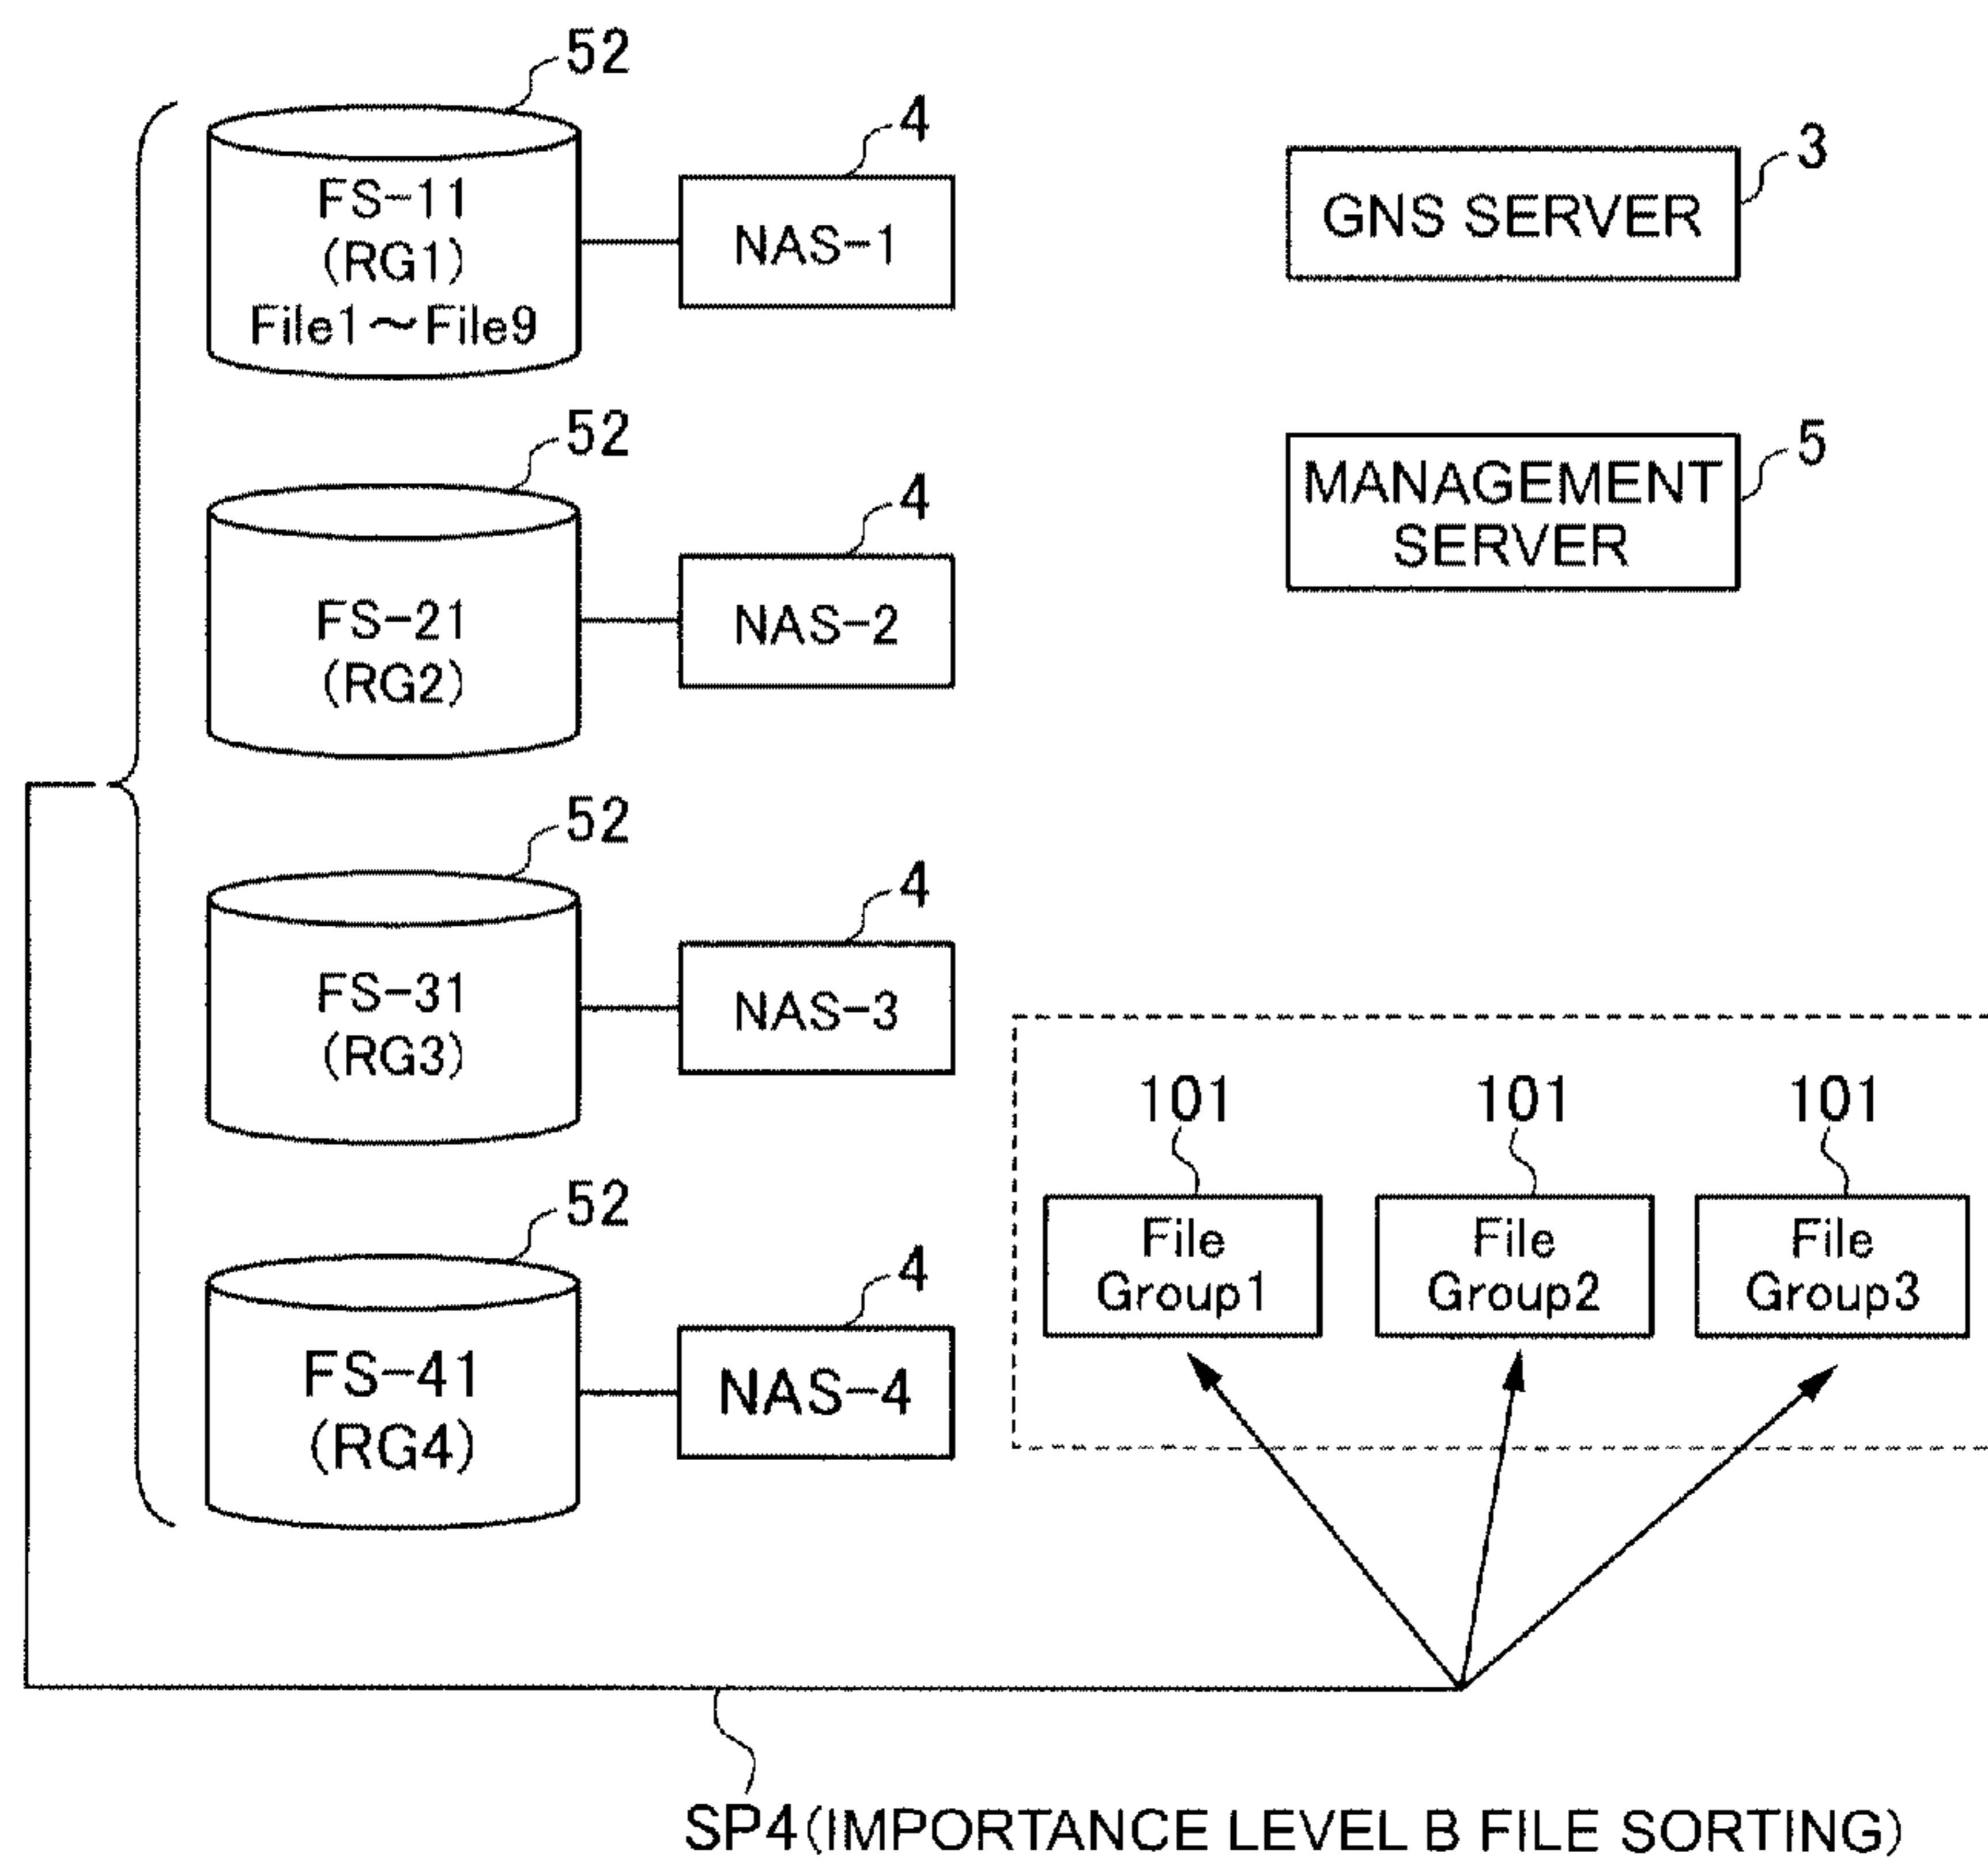 52
4
3
FS-11
(RG1)
File1～File9
NAS-1
GNS SERVER
52
4
5
FS-21
(RG2)
NAS-2
MANAGEMENT
SERVER
52
4
FS-31
(RG3)
NAS-3
101
101
101
52
4
File
Group1
File
Group2
File
Group3
FS-41
(RG4)
NAS-4
SP4(IMPORTANCE LEVEL B FILE SORTING)